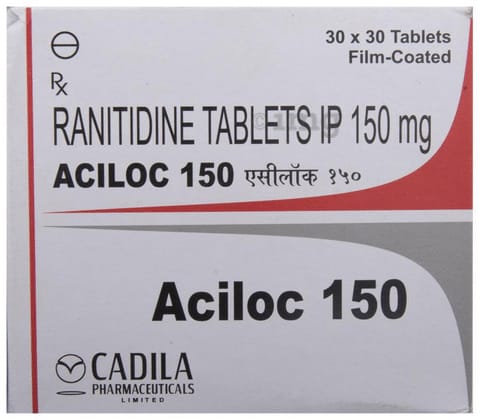 30 x 30 Tablets
Film-Coated
Rx
RANITIDINE TABLETS IP 150 mg
ACILOC 150 एसीलॉक १५०
Aciloc 150
CADILA
PHARMACEUTICALS
LIMITED